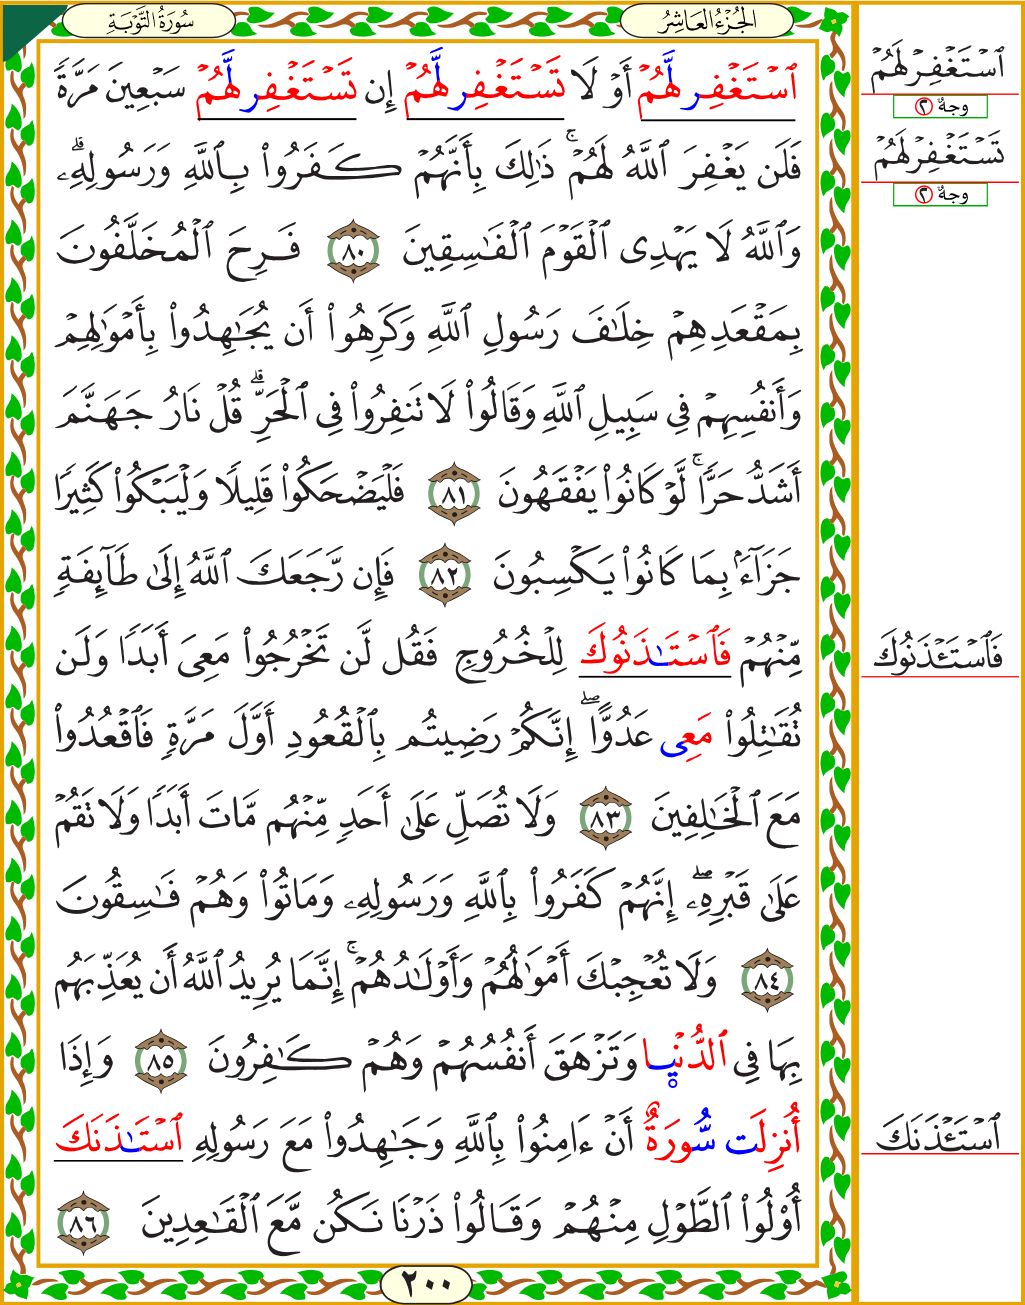 سُورَةُ التَّوْبَةِ
الجُزْءُ العَاشِرُ
ٱسْتَغْفِر لَّهُمْ أَوْ لَا تَسْتَغْفِر لَّهُمْ إِن تَسْتَغْفِر لَّهُمْ سَبْعِينَ مَرَّةً
فَلَن يَغْفِرَ ٱللَّهُ لَهُمْۚ ذَٰلِكَ بِأَنَّهُمْ كَفَرُوا۟ بِٱللَّهِ وَرَسُولِهِۦۗ
وَٱللَّهُ لَا يَهْدِى ٱلْقَوْمَ ٱلْفَٰسِقِينَ ٨٠ فَرِحَ ٱلْمُخَلَّفُونَ
بِمَقْعَدِهِمْ خِلَٰفَ رَسُولِ ٱللَّهِ وَكَرِهُوٓا۟ أَن يُجَٰهِدُوا۟ بِأَمْوَٰلِهِمْ
وَأَنفُسِهِمْ فِى سَبِيلِ ٱللَّهِ وَقَالُوا۟ لَا تَنفِرُوا۟ فِى ٱلْحَرِّۗ قُلْ نَارُ جَهَنَّمَ
أَشَدُّ حَرًّاۚ لَّوْ كَانُوا۟ يَفْقَهُونَ ٨١ فَلْيَضْحَكُوا۟ قَلِيلًا وَلْيَبْكُوا۟ كَثِيرًا
جَزَآءًۢ بِمَا كَانُوا۟ يَكْسِبُونَ ٨٢ فَإِن رَّجَعَكَ ٱللَّهُ إِلَىٰ طَآئِفَةٍ
مِّنْهُمْ فَٱسْتَـٰذَنُوكَ لِلْخُرُوجِ فَقُل لَّن تَخْرُجُوا۟ مَعِىَ أَبَدًا وَلَن
تُقَٰتِلُوا۟ مَعِى عَدُوًّاۖ إِنَّكُمْ رَضِيتُم بِٱلْقُعُودِ أَوَّلَ مَرَّةٍ فَٱقْعُدُوا۟
مَعَ ٱلْخَٰلِفِينَ ٨٣ وَلَا تُصَلِّ عَلَىٰٓ أَحَدٍ مِّنْهُم مَّاتَ أَبَدًا وَلَا تَقُمْ
عَلَىٰ قَبْرِهِۦٓۖ إِنَّهُمْ كَفَرُوا۟ بِٱللَّهِ وَرَسُولِهِۦ وَمَاتُوا۟ وَهُمْ فَٰسِقُونَ
٨٤ وَلَا تُعْجِبْكَ أَمْوَٰلُهُمْ وَأَوْلَٰدُهُمْۚ إِنَّمَا يُرِيدُ ٱللَّهُ أَن يُعَذِّبَهُم
بِهَا فِى ٱلدُّنْيٜا وَتَزْهَقَ أَنفُسُهُمْ وَهُمْ كَٰفِرُونَ ٨٥ وَإِذَآ
أُنزِلَت سُّورَةٌ أَنْ ءَامِنُوا۟ بِٱللَّهِ وَجَٰهِدُوا۟ مَعَ رَسُولِهِ ٱسْتَـٰذَنَكَ
أُو۟لُوا۟ ٱلطَّوْلِ مِنْهُمْ وَقَالُوا۟ ذَرْنَا نَكُن مَّعَ ٱلْقَٰعِدِينَ ٨٦
٢٠٠
ٱسْتَغْفِرْ لَهُمْ
وجهٌ ٢
تَسْتَغْفِرْ لَهُمْ
وجهٌ ٢
فَٱسْتَـْٔذَنُوكَ
ٱسْتَـْٔذَنَكَ